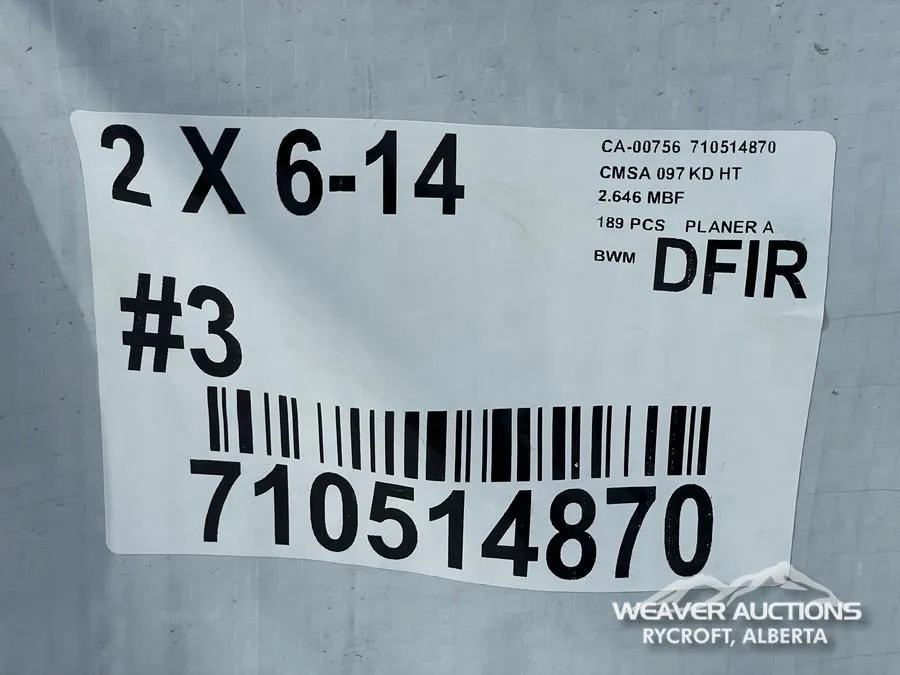 2 X 6-14
CA-00756 710514870
CMSA 097 KD HT
2.646 MBF
189 PCS PLANER A
BWM DFIR
#3
710514870
WEAVER AUCTIONS
RYCROFT, ALBERTA